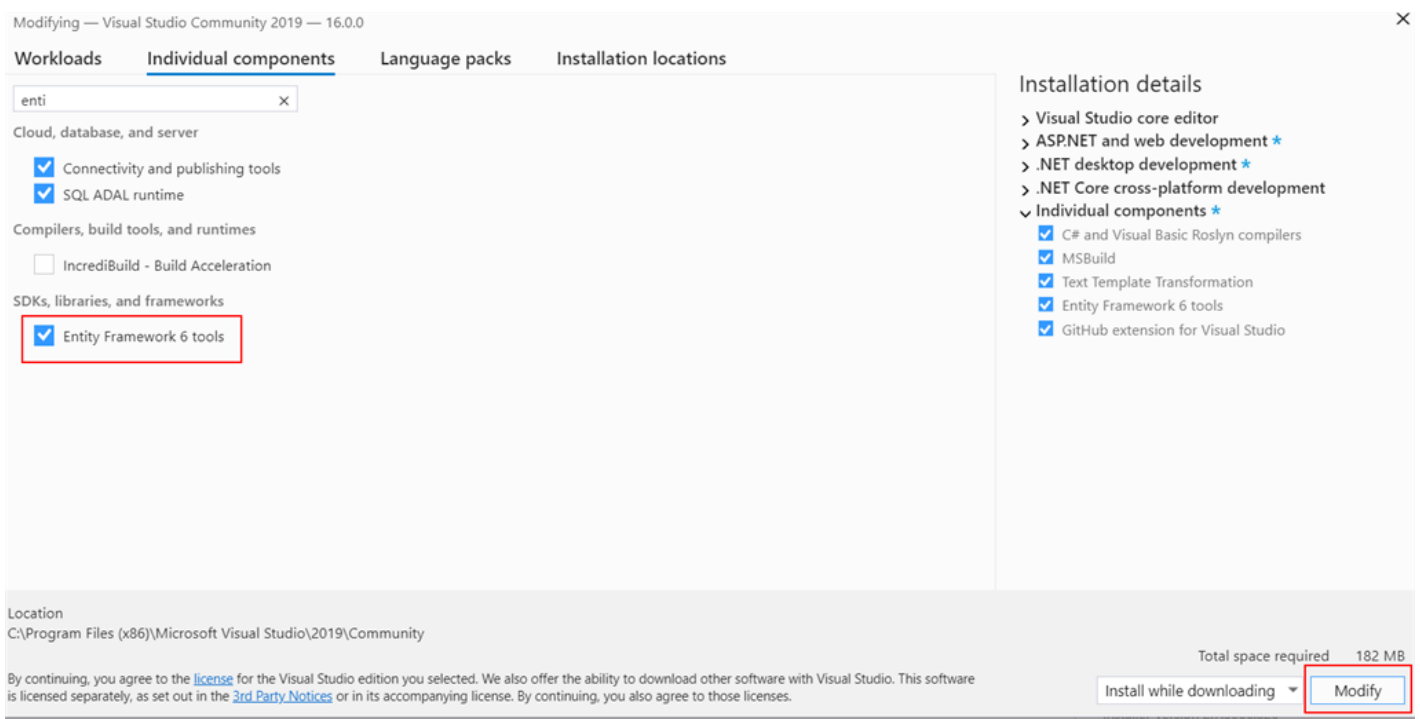 Modifying — Visual Studio Community 2019 — 16.0.0
Workloads
Individual components
Language packs
Installation locations
enti
Cloud, database, and server
Connectivity and publishing tools
SQL ADAL runtime
Compilers, build tools, and runtimes
IncrediBuild - Build Acceleration
SDKs, libraries, and frameworks
Entity Framework 6 tools
Installation details
Visual Studio core editor
ASP.NET and web development *
.NET desktop development *
.NET Core cross-platform development
Individual components *
C# and Visual Basic Roslyn compilers
MSBuild
Text Template Transformation
Entity Framework 6 tools
GitHub extension for Visual Studio
Location
C:\Program Files (x86)\Microsoft Visual Studio\2019\Community
Total space required 182 MB
By continuing, you agree to the license for the Visual Studio edition you selected. We also offer the ability to download other software with Visual Studio. This software
is licensed separately, as set out in the 3rd Party Notices or in its accompanying license. By continuing, you also agree to those licenses.
Install while downloading
Modify